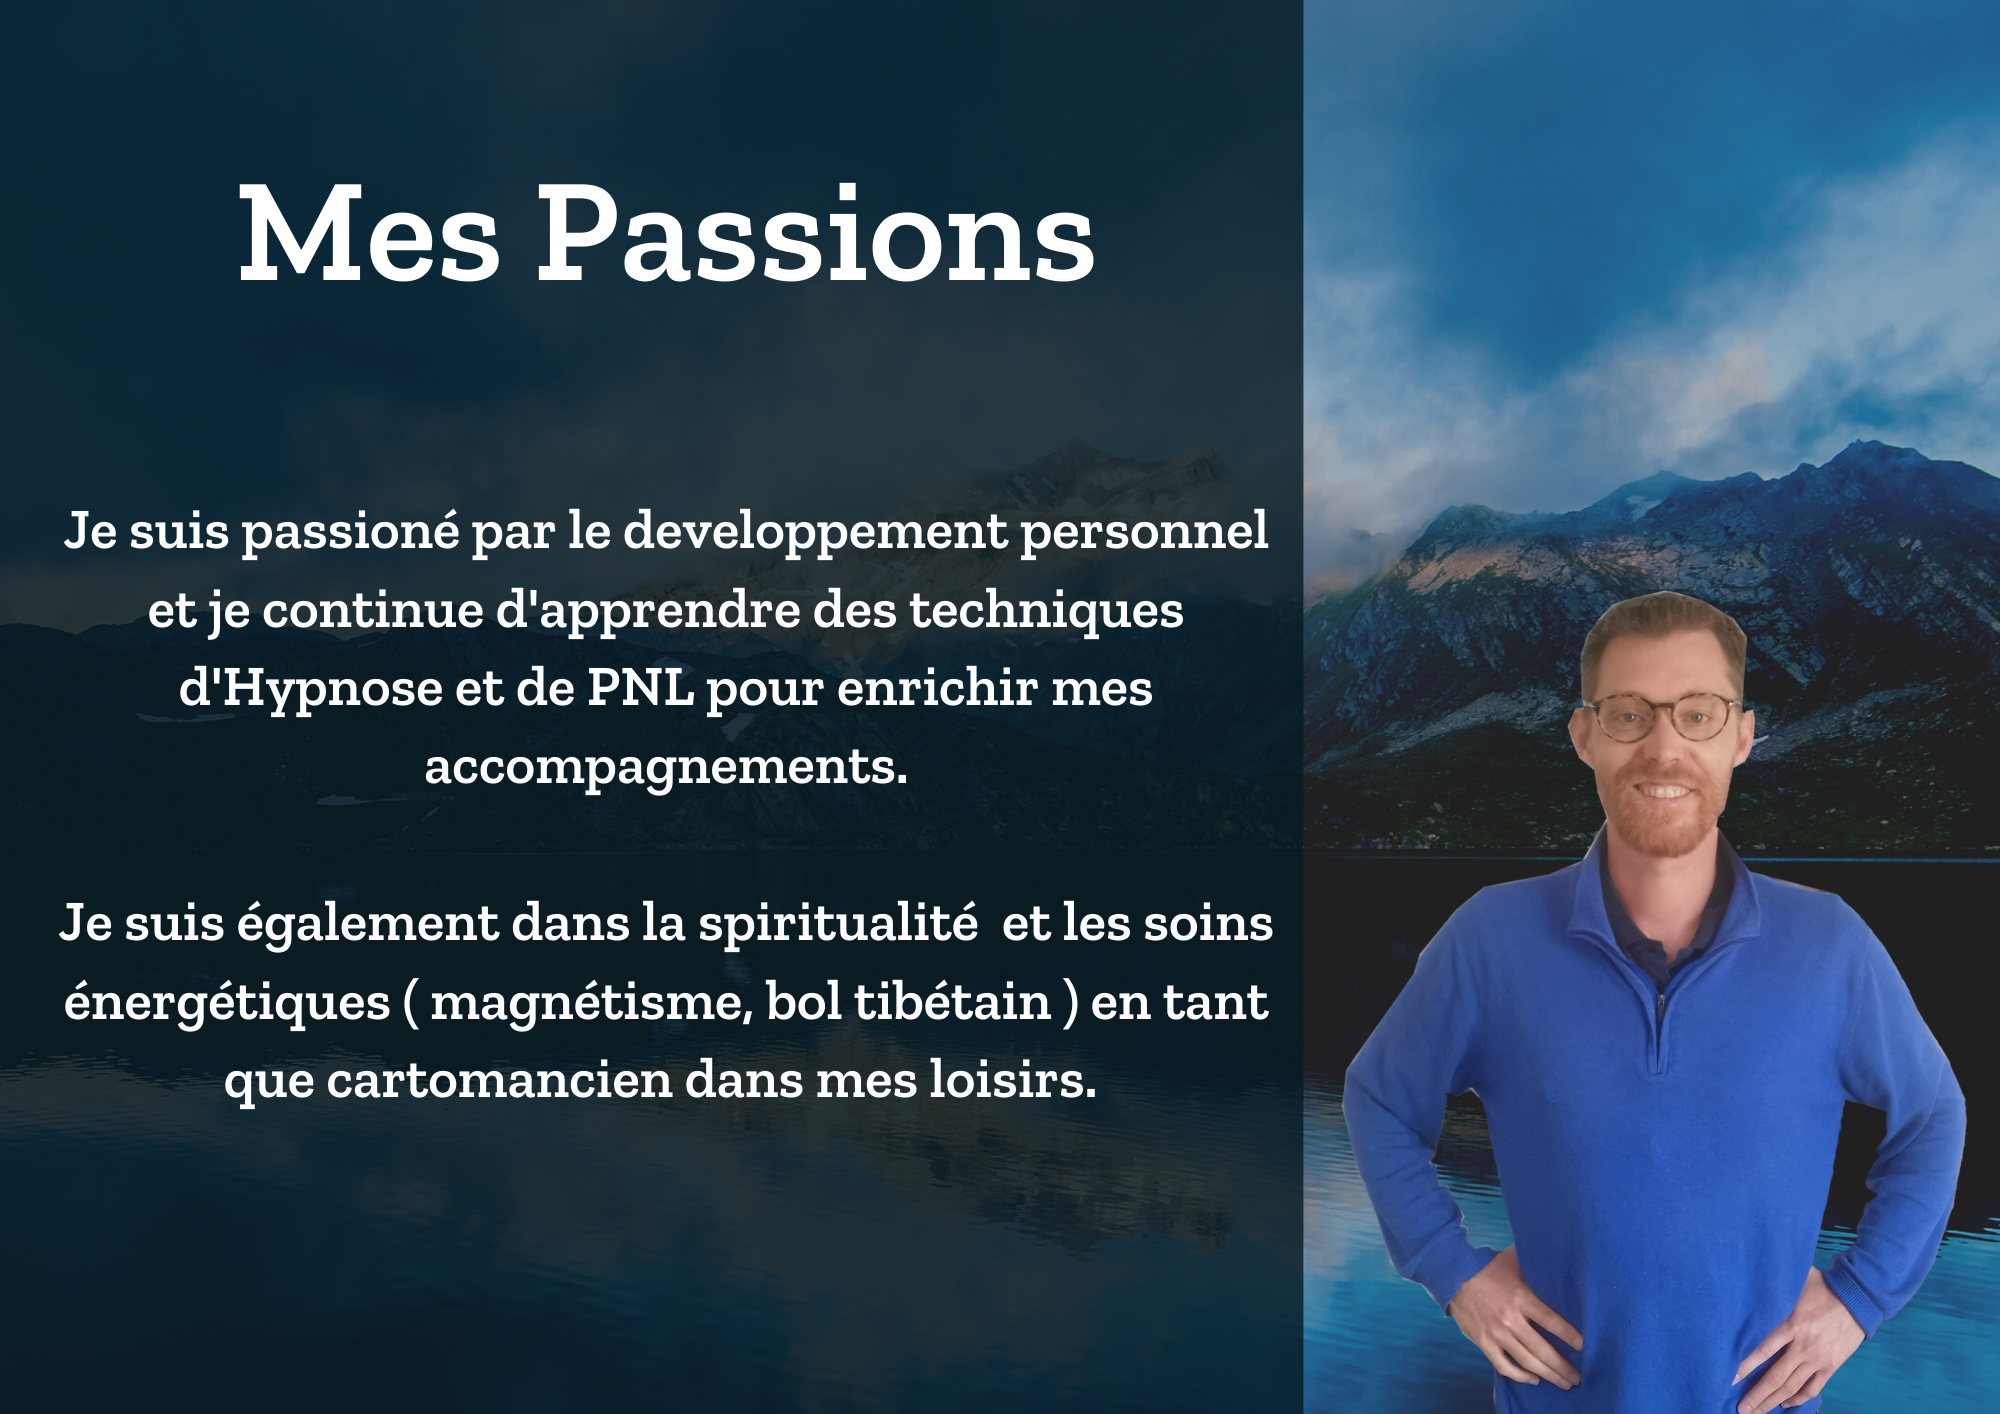 Mes Passions
Je suis passioné par le developpement personnel
et je continue d'apprendre des techniques
d'Hypnose et de PNL pour enrichir mes
accompagnements.
Je suis également dans la spiritualité  et les soins
énergétiques ( magnétisme, bol tibétain ) en tant
que cartomancien dans mes loisirs.